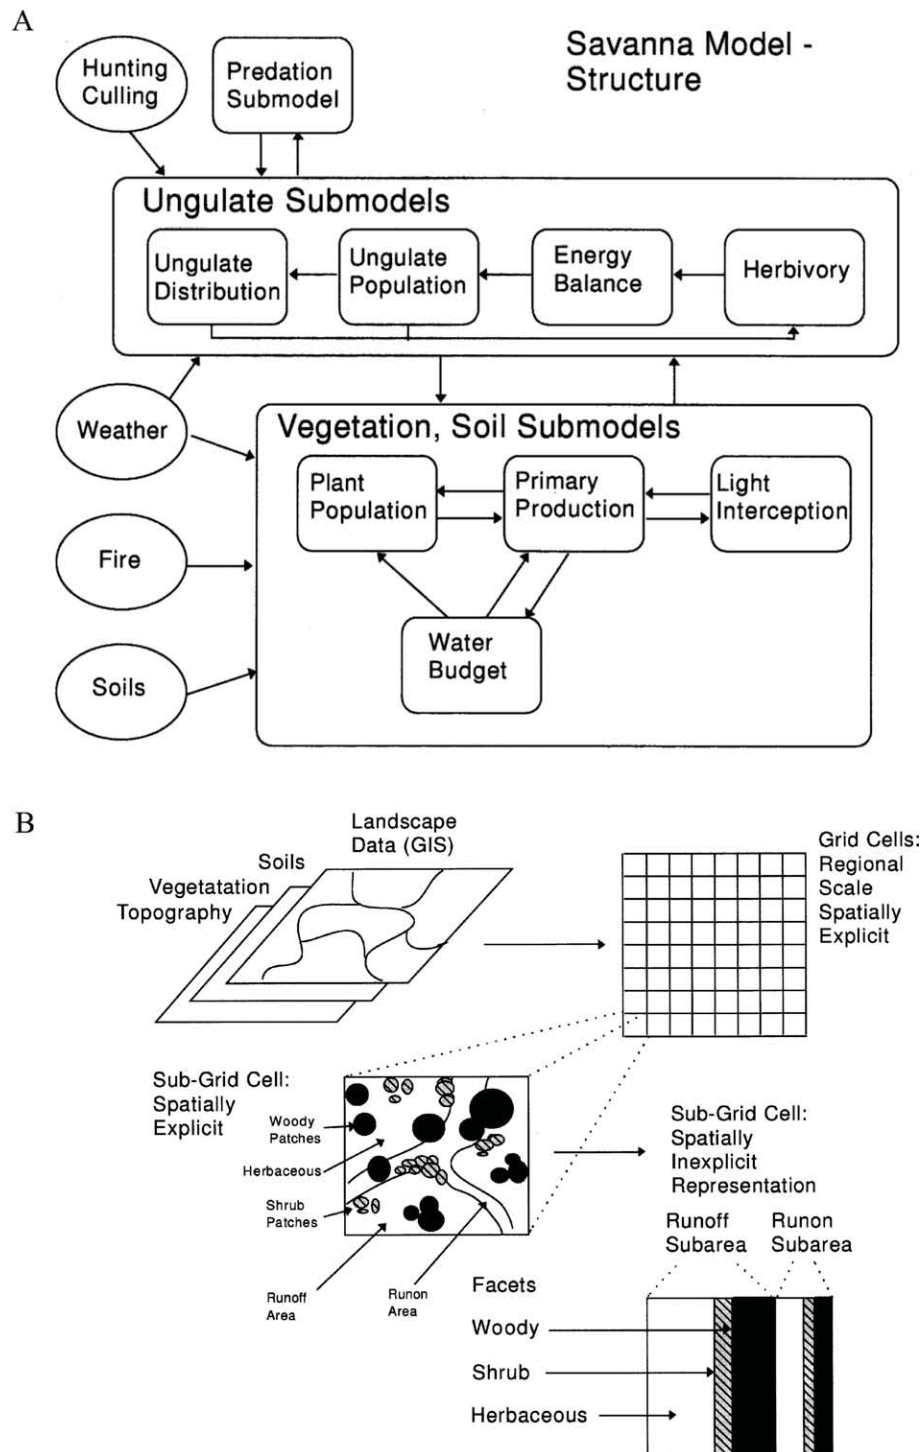 A
Hunting
Culling
Predation
Submodel
Savanna Model -
Structure
Ungulate Submodels
Ungulate
Distribution
Ungulate
Population
Energy
Balance
Herbivory
Weather
Vegetation, Soil Submodels
Plant
Population
Primary
Production
Light
Interception
Fire
Water
Budget
Soils
B
Landscape
Data (GIS)
Soils
Vegetatation
Topography
Grid Cells:
Regional
Scale
Spatially
Explicit
Sub-Grid Cell:
Spatially
Explicit
Woody
Patches
Herbaceous
Shrub
Patches
Runoff
Area
Runon
Area
Sub-Grid Cell:
Spatially
Inexplicit
Representation
Runoff
Subarea
Runon
Subarea
Facets
Woody
Shrub
Herbaceous